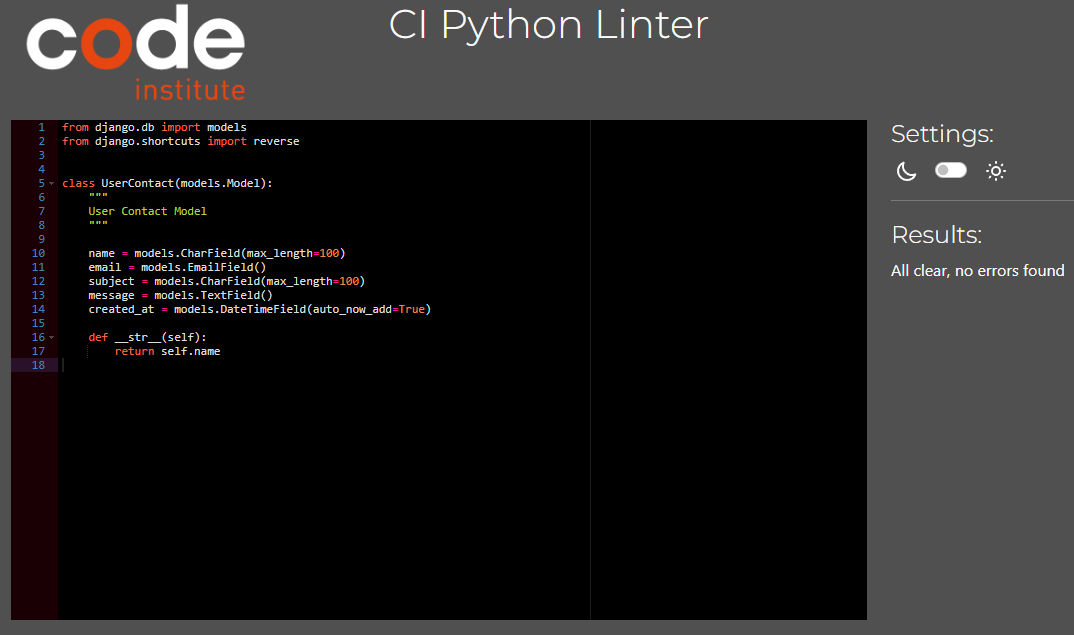 code
institute
CI Python Linter
1 from django.db import models
2 from django.shortcuts import reverse
3
4
5 class UserContact(models.Model):
6     """
7     User Contact Model
8     """
9
10     name = models.CharField(max_length=100)
11     email = models.EmailField()
12     subject = models.CharField(max_length=100)
13     message = models.TextField()
14     created_at = models.DateTimeField(auto_now_add=True)
15
16     def __str__(self):
17         return self.name
18
Settings:
Results:
All clear, no errors found